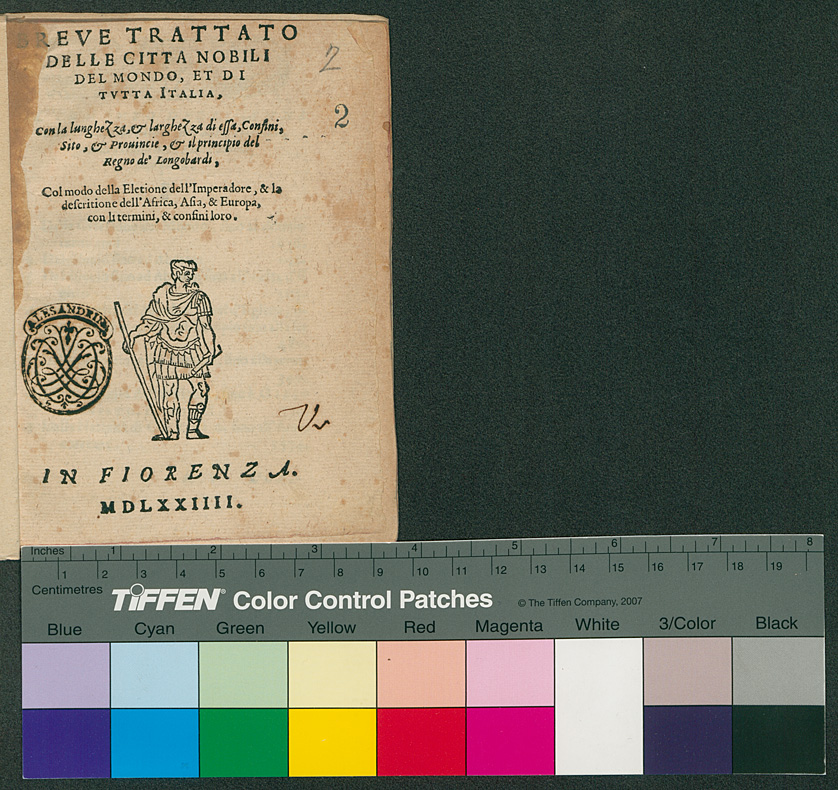 BREVE TRATTATO
DELLE CITTA NOBILI
DEL MONDO, ET DI
TVTTA ITALIA,
Con la lunghezza, & larghezza di essa, Confini,
Sito, & Prouincie, & il principio del
Regno de' Longobardi,
Col modo della Eletione dell'Imperadore, & la
descritione dell'Africa, Asia, & Europa,
con li termini, & confini loro.
2
2
ALESANDRINA
IN FIORENZA.
MDLXXIIII.
Inches 1 2 3 4 5 6 7 8
1 2 3 4 5 6 7 8 9 10 11 12 13 14 15 16 17 18 19
Centimetres
TIFFEN® Color Control Patches © The Tiffen Company, 2007
Blue Cyan Green Yellow Red Magenta White 3/Color Black